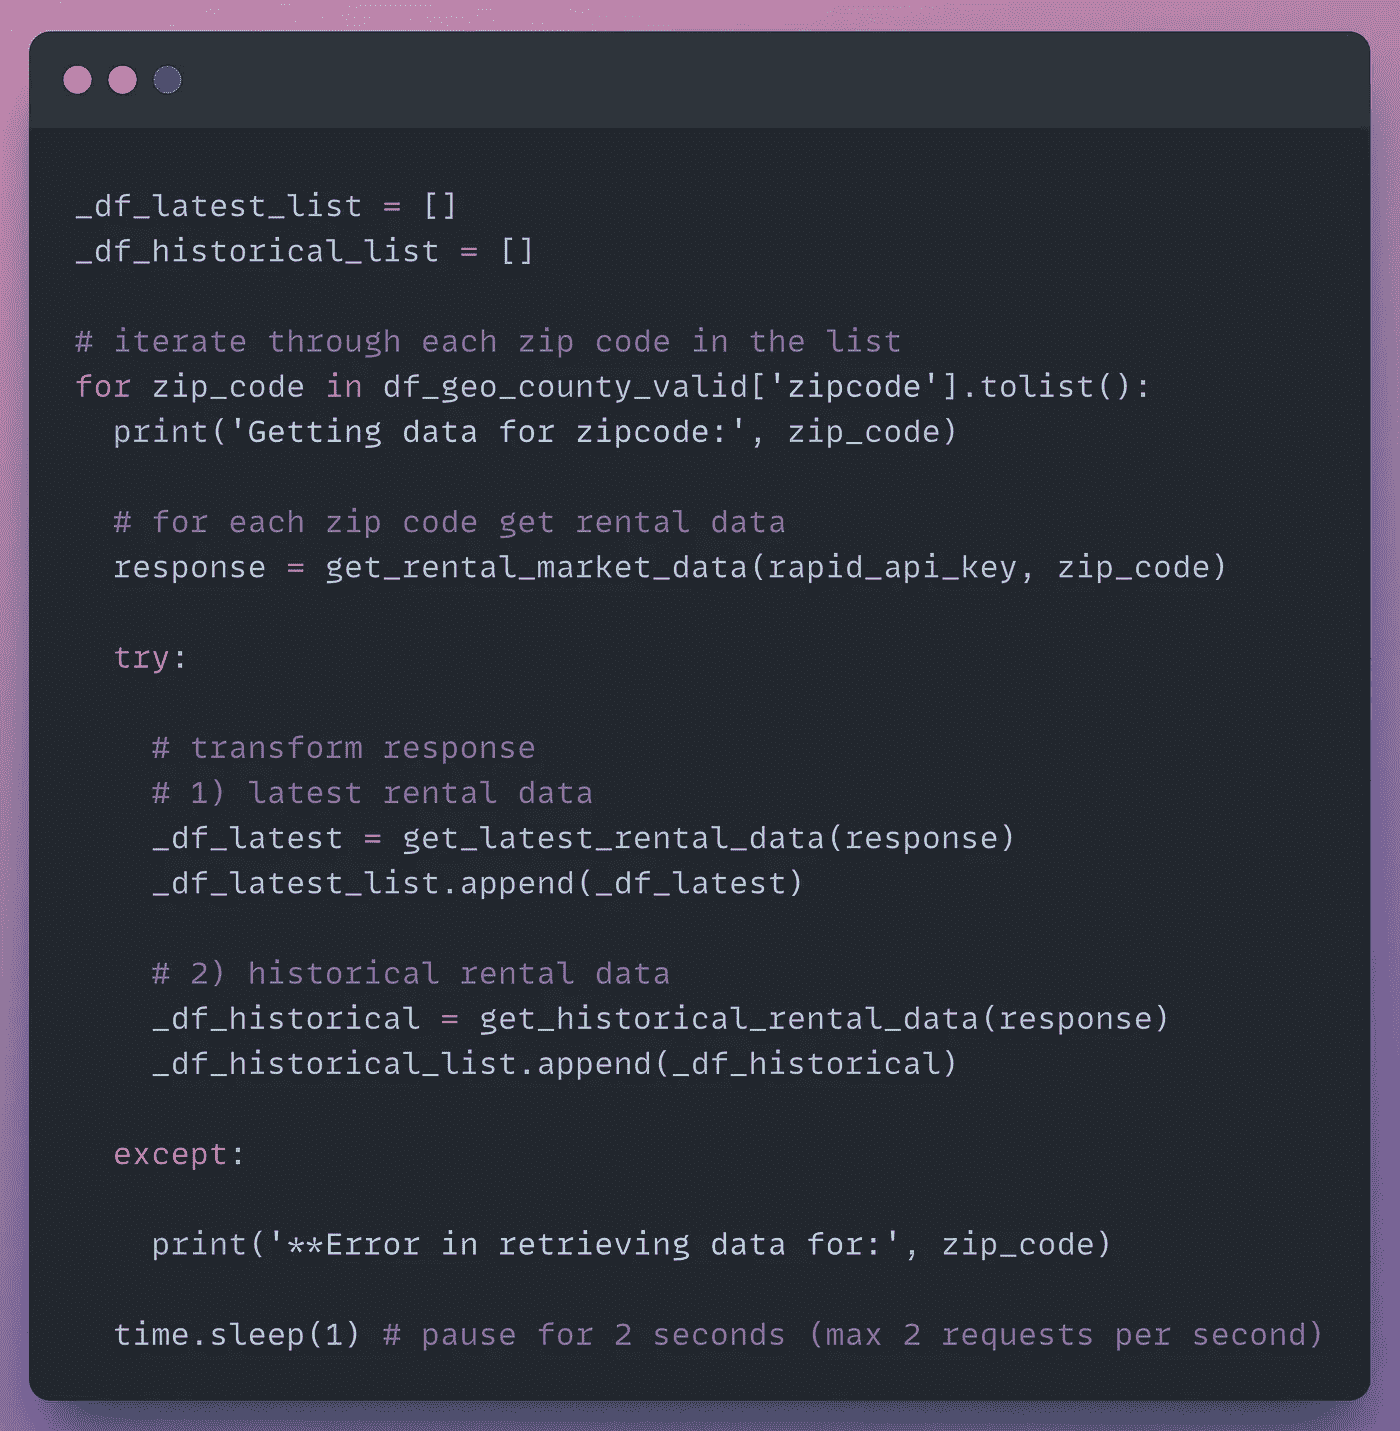 _df_latest_list = []
_df_historical_list = []
# iterate through each zip code in the list
for zip_code in df_geo_county_valid['zipcode'].tolist():
  print('Getting data for zipcode:', zip_code)
  # for each zip code get rental data
  response = get_rental_market_data(rapid_api_key, zip_code)
  try:
    # transform response
    # 1) latest rental data
    _df_latest = get_latest_rental_data(response)
    _df_latest_list.append(_df_latest)
    # 2) historical rental data
    _df_historical = get_historical_rental_data(response)
    _df_historical_list.append(_df_historical)
  except:
    print('**Error in retrieving data for:', zip_code)
  time.sleep(1) # pause for 2 seconds (max 2 requests per second)